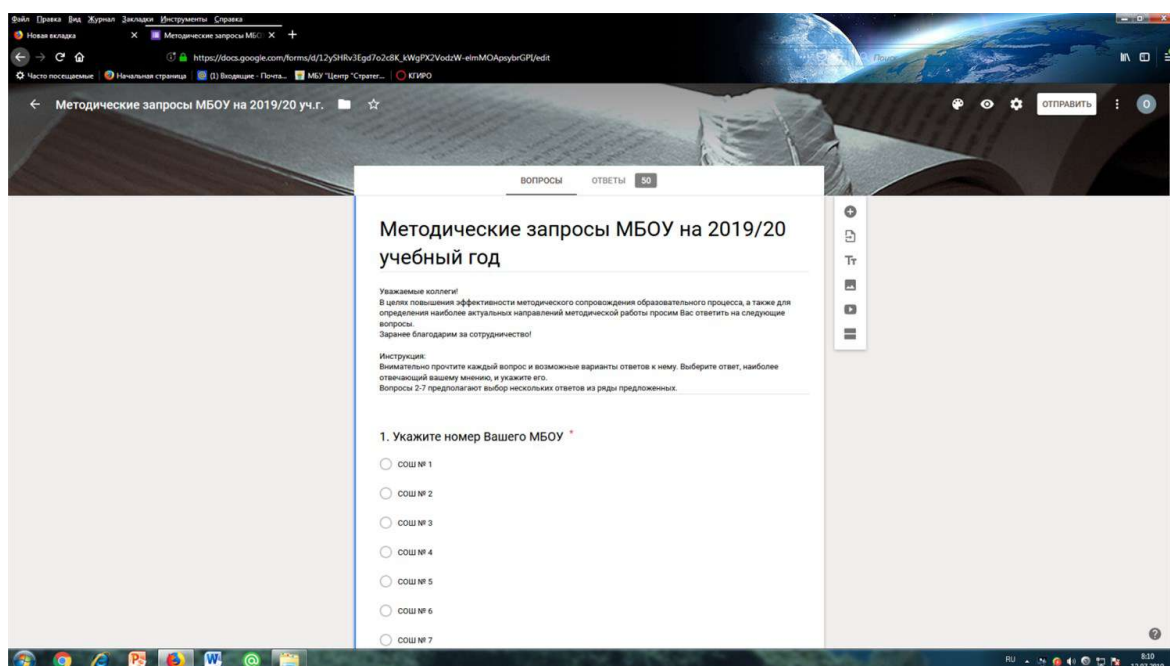 Файл Правка Вид Журнал Закладки Инструменты Справка
Новая вкладка
Методические запросы МБО
https://docs.google.com/forms/d/12ySHRv3Egd7o2c8K_kWgPX2VodzW-elmMOApsybrGPI/edit
Поиск
Часто посещаемые Начальная страница (1) Входящие - Почта... МБУ "Центр "Стратег... КГИРО
Методические запросы МБОУ на 2019/20 уч.г.
ОТПРАВИТЬ
О
ВОПРОСЫ ОТВЕТЫ 50
Методические запросы МБОУ на 2019/20
учебный год
Уважаемые коллеги!
В целях повышения эффективности методического сопровождения образовательного процесса, а также для
определения наиболее актуальных направлений методической работы просим Вас ответить на следующие
вопросы.
Заранее благодарим за сотрудничество!
Инструкция:
Внимательно прочтите каждый вопрос и возможные варианты ответов к нему. Выберите ответ, наиболее
отвечающий вашему мнению, и укажите его.
Вопросы 2-7 предполагают выбор нескольких ответов из ряды предложенных.
1. Укажите номер Вашего МБОУ *
СОШ № 1
СОШ № 2
СОШ № 3
СОШ № 4
СОШ № 5
СОШ № 6
СОШ № 7
RU
8:10